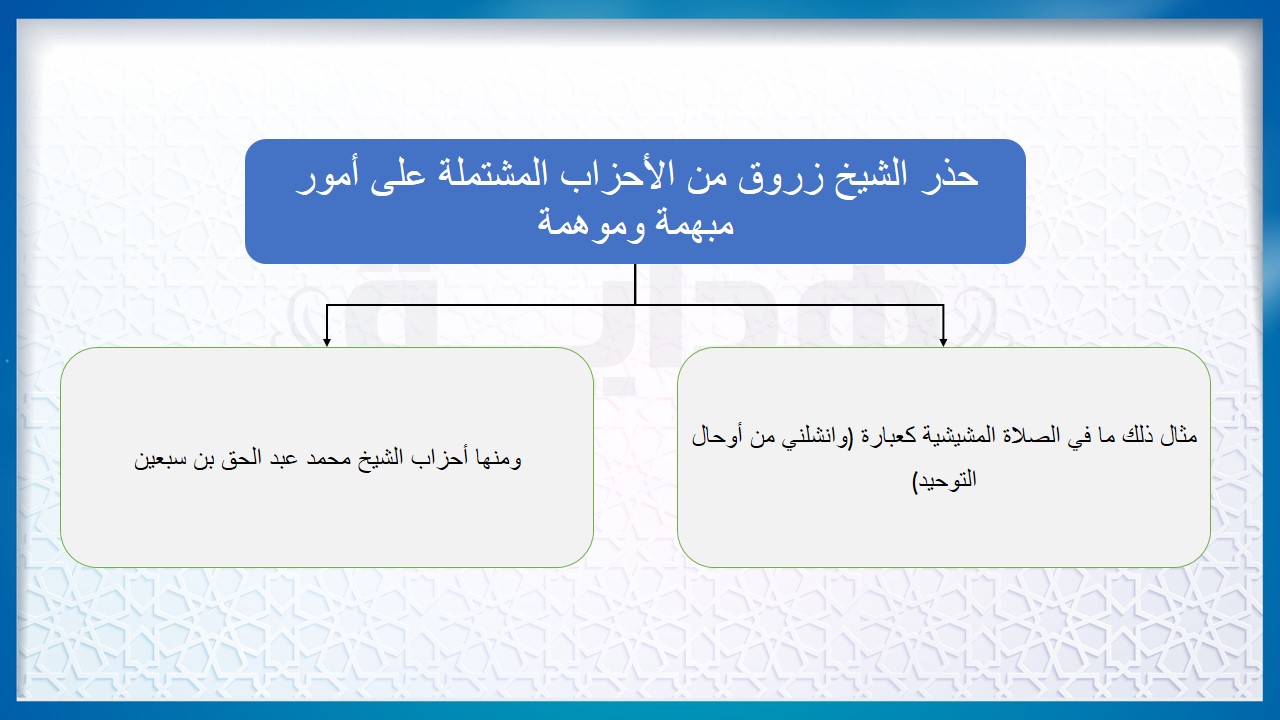 حذر الشيخ زروق من الأحزاب المشتملة على أمور
مبهمة وموهمة
مثال ذلك ما في الصلاة المشيشية كعبارة (وانشلني من أوحال
التوحيد)
ومنها أحزاب الشيخ محمد عبد الحق بن سبعين
هداية